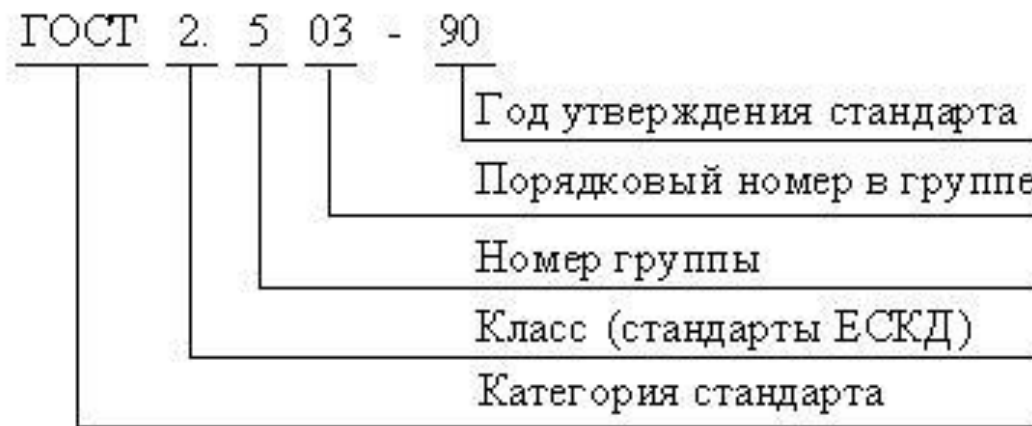 ГОСТ 2. 5 03 - 90
Год утверждения стандарта
Порядковый номер в группе
Номер группы
Класс (стандарты ЕСКД)
Категория стандарта